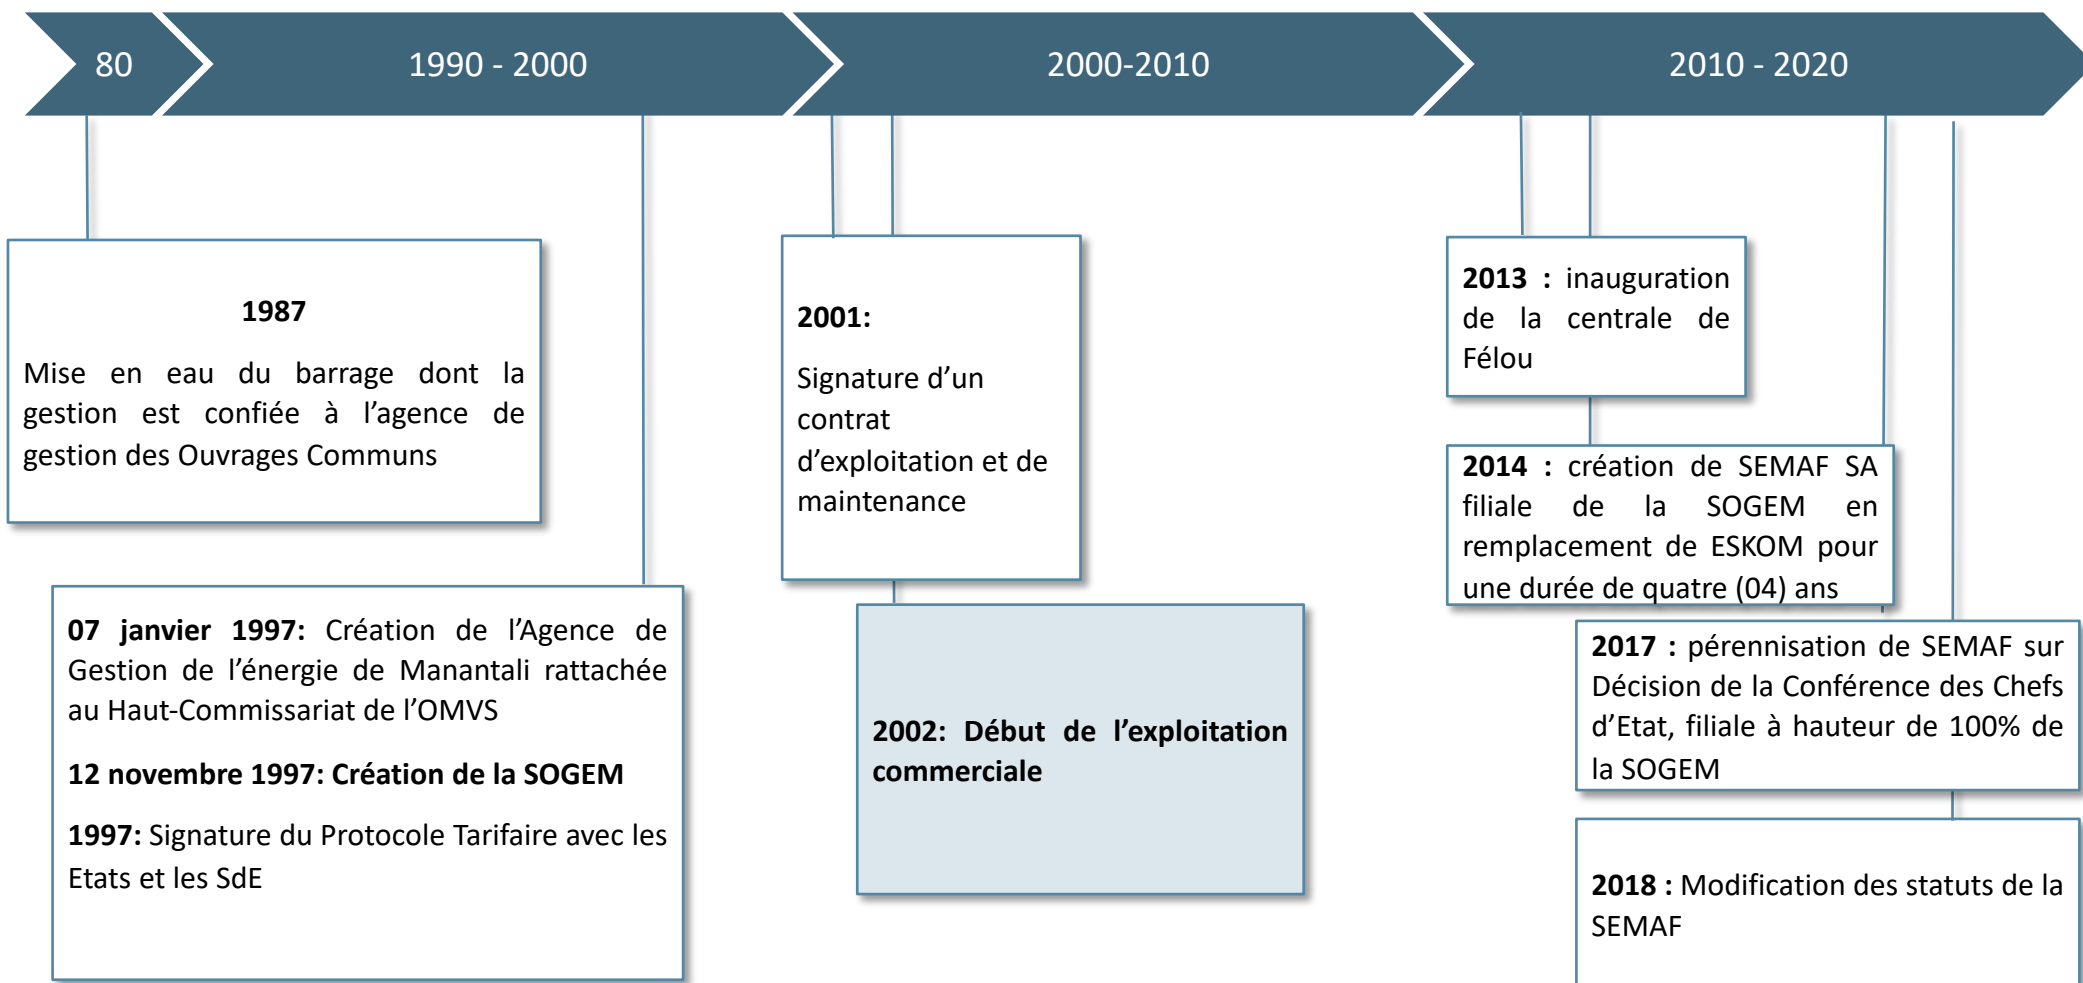 80
1990 - 2000
2000-2010
2010 - 2020
1987
Mise en eau du barrage dont la
gestion est confiée à l’agence de
gestion des Ouvrages Communs
07 janvier 1997: Création de l’Agence de
Gestion de l’énergie de Manantali rattachée
au Haut-Commissariat de l’OMVS
12 novembre 1997: Création de la SOGEM
1997: Signature du Protocole Tarifaire avec les
Etats et les SdE
2001:
Signature d’un
contrat
d’exploitation et de
maintenance
2002: Début de l’exploitation
commerciale
2013 : inauguration
de la centrale de
Félou
2014 : création de SEMAF SA
filiale de la SOGEM en
remplacement de ESKOM pour
une durée de quatre (04) ans
2017 : pérennisation de SEMAF sur
Décision de la Conférence des Chefs
d’Etat, filiale à hauteur de 100% de
la SOGEM
2018 : Modification des statuts de la
SEMAF